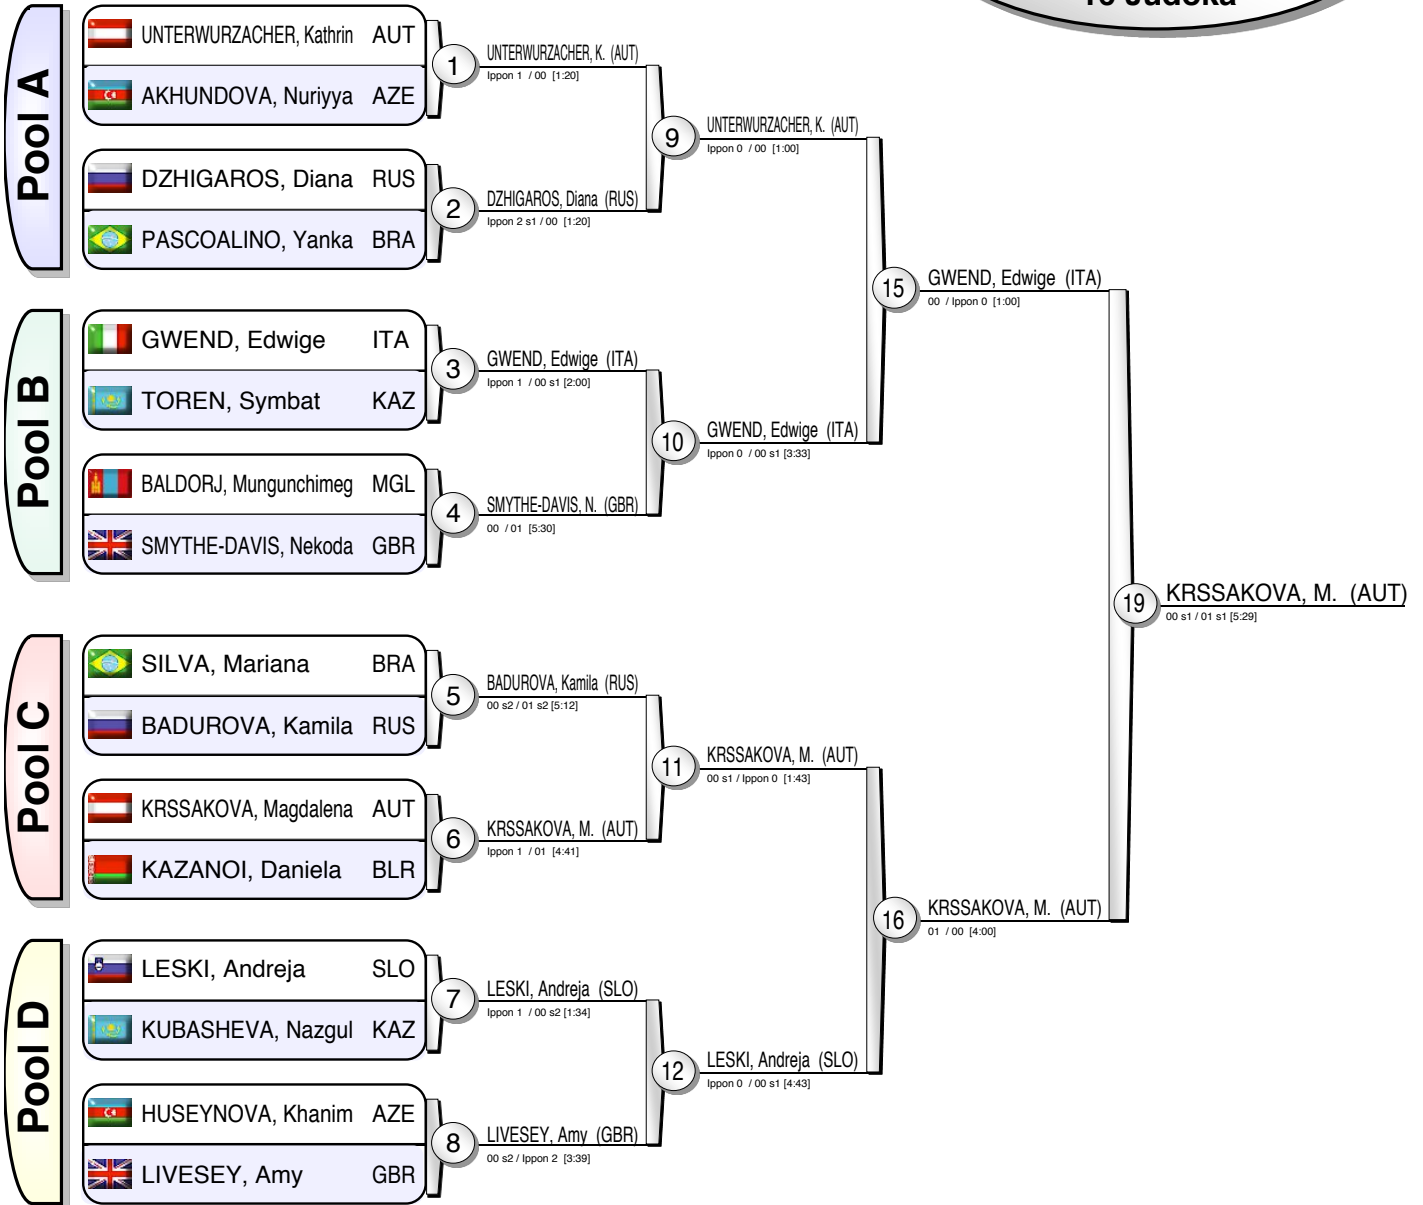 16 Judoka
Pool A
UNTERWURZACHER, Kathrin AUT
AKHUNDOVA, Nuriyya AZE
1
UNTERWURZACHER, K. (AUT)
Ippon 1 / 00 [1:20]
DZHIGAROS, Diana RUS
PASCOALINO, Yanka BRA
2
DZHIGAROS, Diana (RUS)
Ippon 2 s1 / 00 [1:20]
9
UNTERWURZACHER, K. (AUT)
Ippon 0 / 00 [1:00]
Pool B
GWEND, Edwige ITA
TOREN, Symbat KAZ
3
GWEND, Edwige (ITA)
Ippon 1 / 00 s1 [2:00]
BALDORJ, Mungunchimeg MGL
SMYTHE-DAVIS, Nekoda GBR
4
SMYTHE-DAVIS, N. (GBR)
00 / 01 [5:30]
10
GWEND, Edwige (ITA)
Ippon 0 / 00 s1 [3:33]
15
GWEND, Edwige (ITA)
00 / Ippon 0 [1:00]
Pool C
SILVA, Mariana BRA
BADUROVA, Kamila RUS
5
BADUROVA, Kamila (RUS)
00 s2 / 01 s2 [5:12]
KRSSAKOVA, Magdalena AUT
KAZANOI, Daniela BLR
6
KRSSAKOVA, M. (AUT)
Ippon 1 / 01 [4:41]
11
KRSSAKOVA, M. (AUT)
00 s1 / Ippon 0 [1:43]
Pool D
LESKI, Andreja SLO
KUBASHEVA, Nazgul KAZ
7
LESKI, Andreja (SLO)
Ippon 1 / 00 s2 [1:34]
HUSEYNOVA, Khanim AZE
LIVESEY, Amy GBR
8
LIVESEY, Amy (GBR)
00 s2 / Ippon 2 [3:39]
12
LESKI, Andreja (SLO)
Ippon 0 / 00 s1 [4:43]
16
KRSSAKOVA, M. (AUT)
01 / 00 [4:00]
19
KRSSAKOVA, M. (AUT)
00 s1 / 01 s1 [5:29]